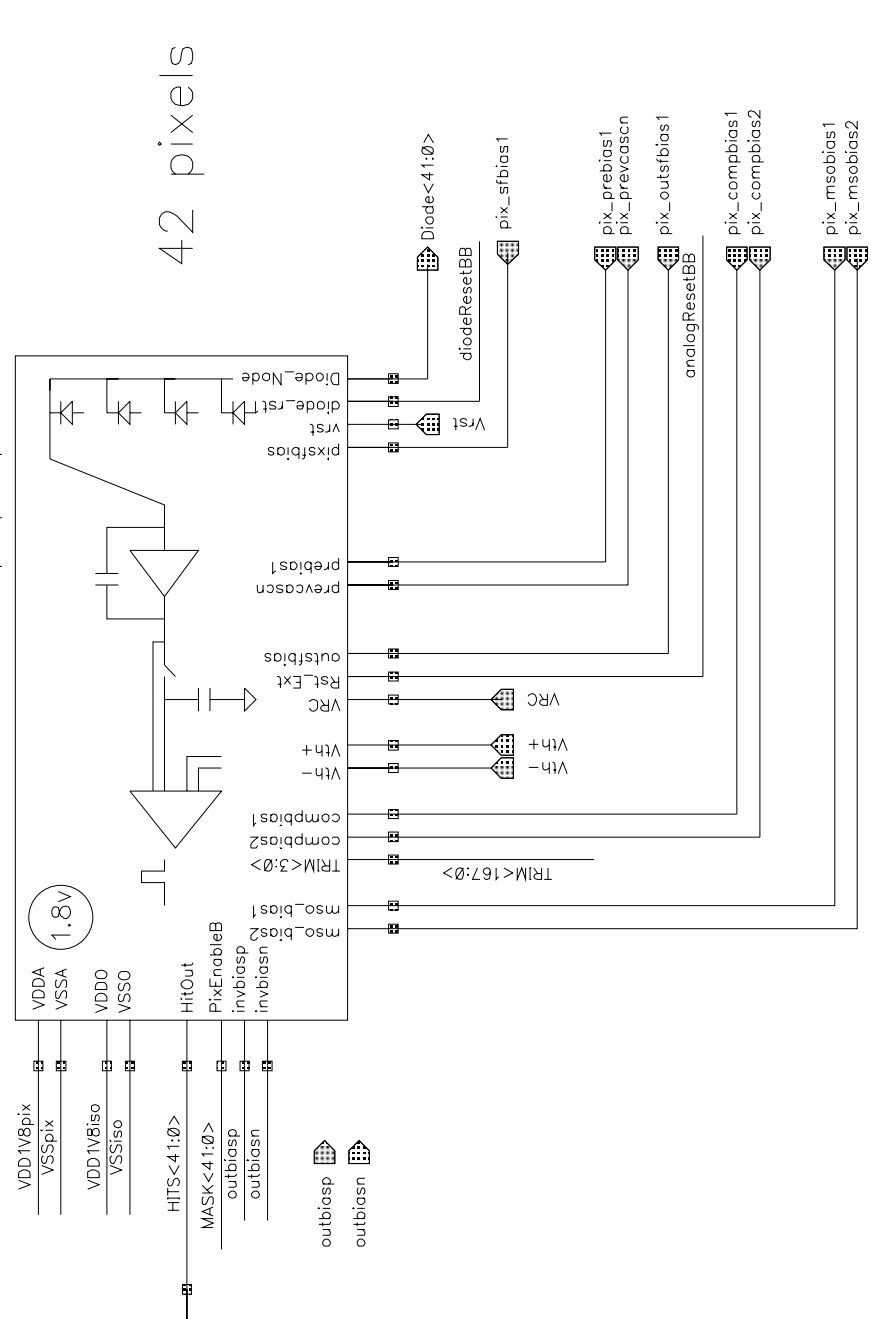 42 pixels
Diode<41:0>
diodeResetBB
pix_sfbias1
pix_prebias1
pix_prevcascn
pix_outsfbias1
analogResetBB
pix_compbias1
pix_compbias2
pix_msobias1
pix_msobias2
Diode_Node
diode_rst1
vrst
Vrst
pixsfbias
prebias1
prevcascn
outsfbias
Rst_Ext
VRC
VRC
Vth+
Vth+
Vth-
Vth-
compbias1
compbias2
TRIM<3:0>
TRIM<167:0>
mso_bias1
mso_bias2
1.8v
VDDA
VSSA
VDDO
VSSO
HitOut
PixEnableB
invbiasp
invbiasn
VDD1V8pix
VSSpix
VDD1V8iso
VSSiso
HITS<41:0>
MASK<41:0>
outbiasp
outbiasn
outbiasp
outbiasn